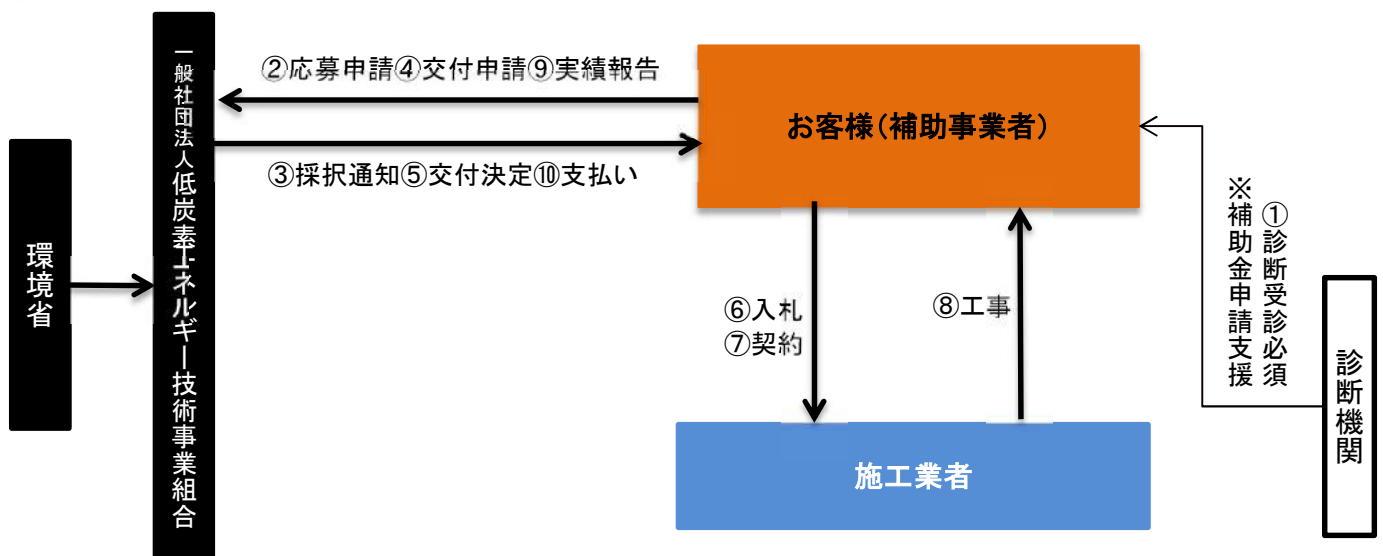 環境省
一般社団法人低炭素エネルギー技術事業組合
②応募申請④交付申請⑨実績報告
③採択通知⑤交付決定⑩支払い
お客様(補助事業者)
⑥入札
⑦契約
⑧工事
施工業者
①診断受診必須
※補助金申請支援
診断機関